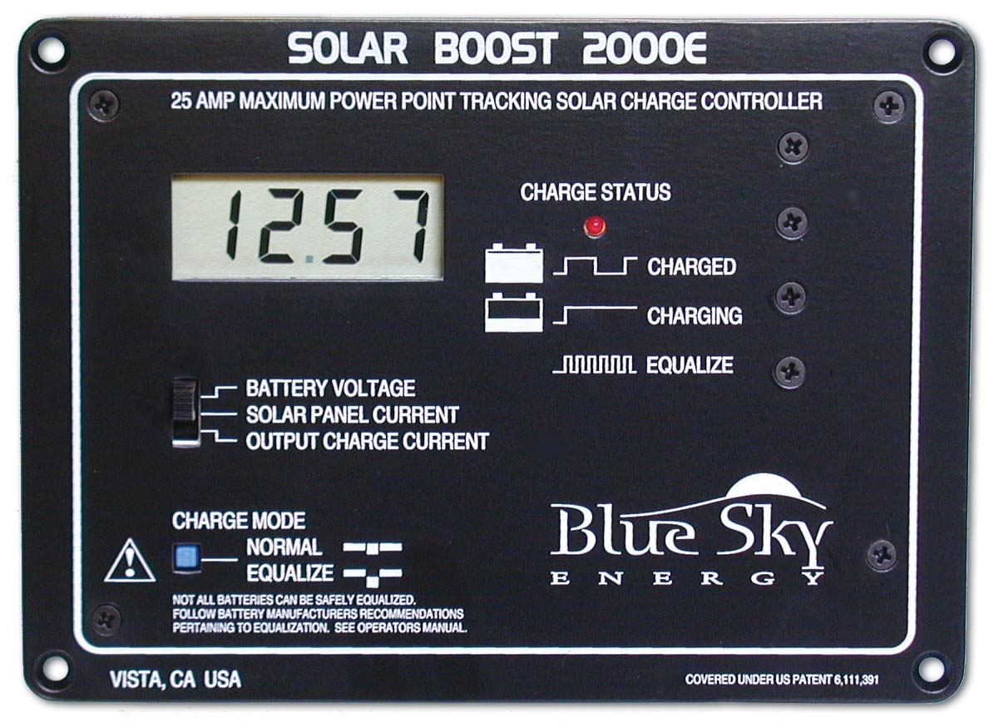 SOLAR BOOST 2000E
25 AMP MAXIMUM POWER POINT TRACKING SOLAR CHARGE CONTROLLER
12.57
CHARGE STATUS
CHARGED
CHARGING
EQUALIZE
BATTERY VOLTAGE
SOLAR PANEL CURRENT
OUTPUT CHARGE CURRENT
CHARGE MODE
NORMAL
EQUALIZE
NOT ALL BATTERIES CAN BE SAFELY EQUALIZED.
FOLLOW BATTERY MANUFACTURERS RECOMMENDATIONS
PERTAINING TO EQUALIZATION. SEE OPERATORS MANUAL.
BLUE SKY
ENERGY
VISTA, CA USA
COVERED UNDER US PATENT 6,111,391